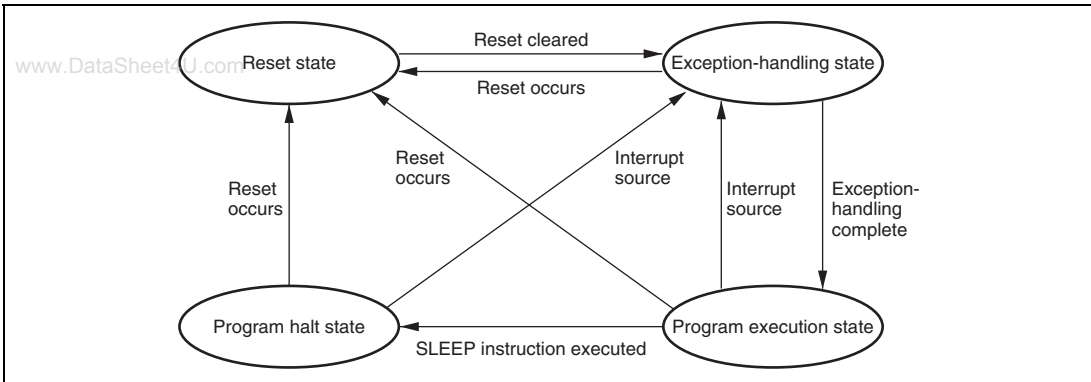 www.DataSheet4U.com
Reset state
Reset cleared
Reset occurs
Exception-handling state
Reset
occurs
Reset
occurs
Interrupt
source
Interrupt
source
Exception-
handling
complete
Program halt state
SLEEP instruction executed
Program execution state